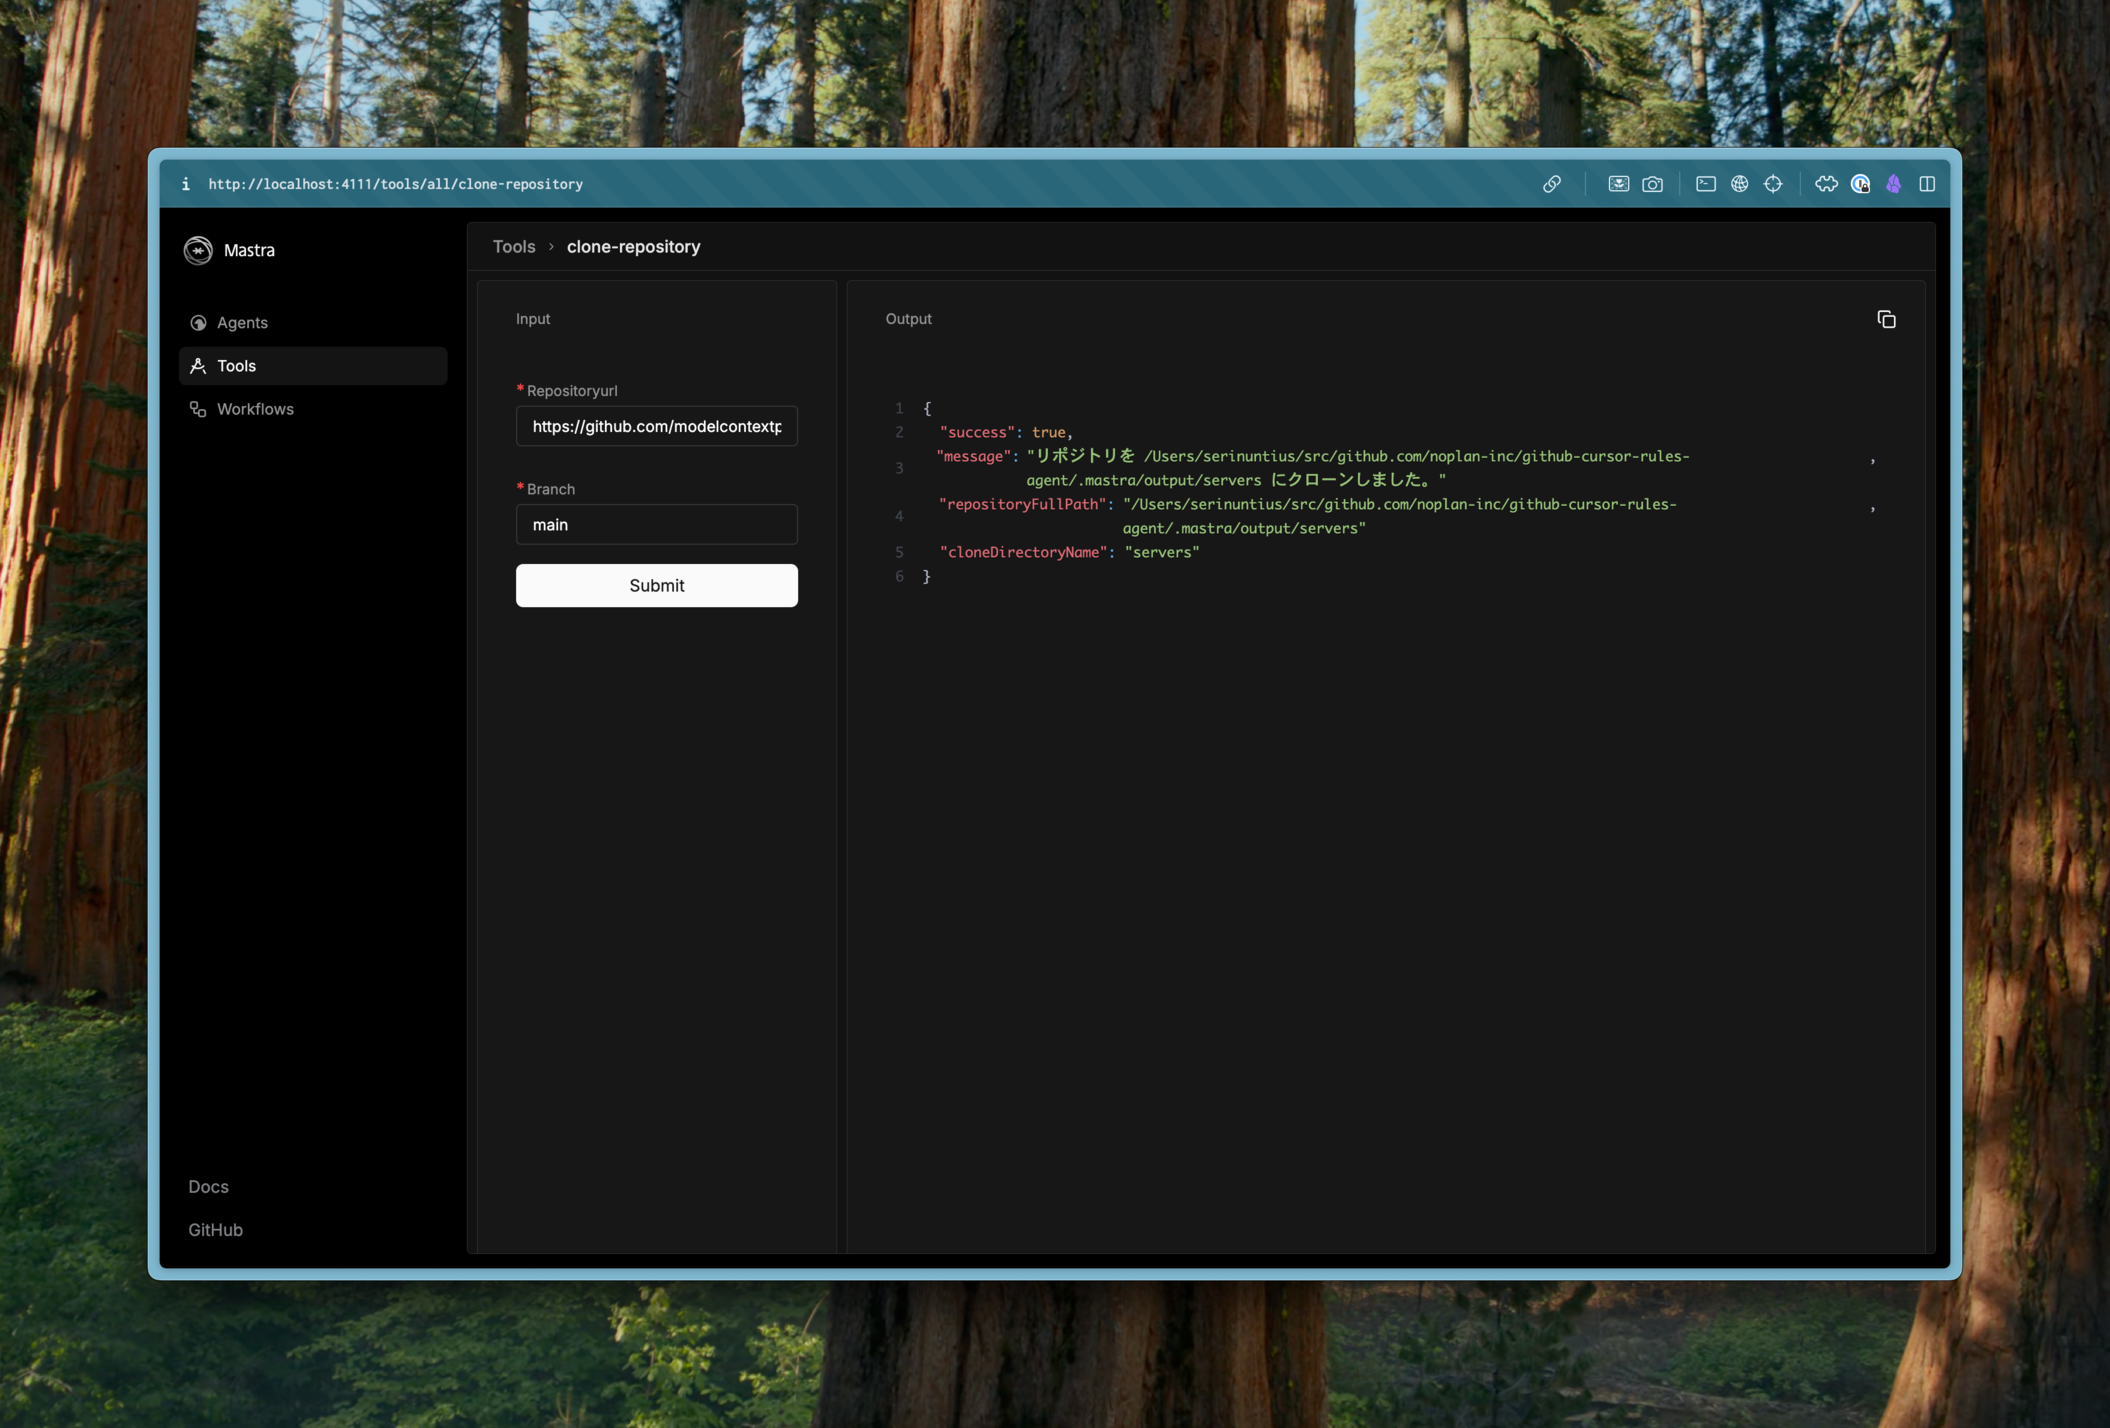 http://localhost:4111/tools/all/clone-repository
Mastra
Agents
Tools
Workflows
Docs
GitHub
Tools › clone-repository
Input
*Repositoryurl
https://github.com/modelcontextp
*Branch
main
Submit
Output
1 {
2 "success": true,
3 "message": "リポジトリを /Users/serinuntius/src/github.com/noplan-inc/github-cursor-rules-
agent/.mastra/output/servers にクローンしました。",
4 "repositoryFullPath": "/Users/serinuntius/src/github.com/noplan-inc/github-cursor-rules-
agent/.mastra/output/servers",
5 "cloneDirectoryName": "servers"
6 }